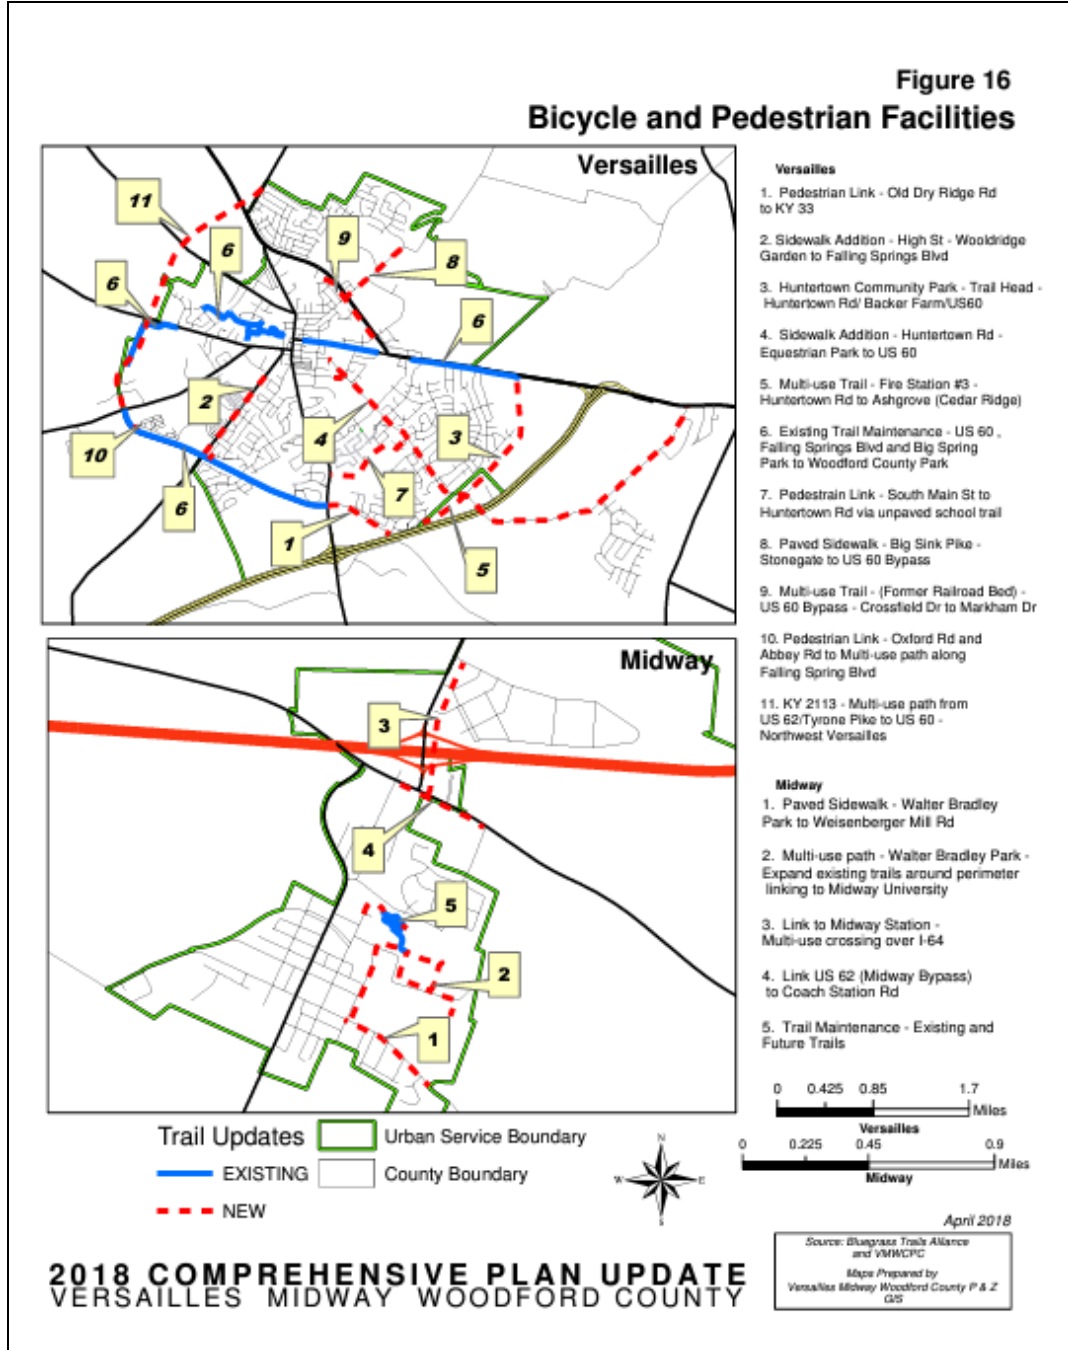 Figure 16
Bicycle and Pedestrian Facilities
Versailles
11
6
9
8
6
6
2
4
3
10
7
6
1
5
Versailles
1. Pedestrian Link - Old Dry Ridge Rd
to KY 33
2. Sidewalk Addition - High St - Wooldridge
Garden to Falling Springs Blvd
3. Huntertown Community Park - Trail Head -
Huntertown Rd/ Backer Farm/US60
4. Sidewalk Addition - Huntertown Rd -
Equestrian Park to US 60
5. Multi-use Trail - Fire Station #3 -
Huntertown Rd to Ashgrove (Cedar Ridge)
6. Existing Trail Maintenance - US 60 ,
Falling Springs Blvd and Big Spring
Park to Woodford County Park
7. Pedestrain Link - South Main St to
Huntertown Rd via unpaved school trail
8. Paved Sidewalk - Big Sink Pike -
Stonegate to US 60 Bypass
9. Multi-use Trail - (Former Railroad Bed) -
US 60 Bypass - Crossfield Dr to Markham Dr
10. Pedestrian Link - Oxford Rd and
Abbey Rd to Multi-use path along
Falling Spring Blvd
11. KY 2113 - Multi-use path from
US 62/Tyrone Pike to US 60 -
Northwest Versailles
Midway
3
4
5
2
1
Midway
1. Paved Sidewalk - Walter Bradley
Park to Weisenberger Mill Rd
2. Multi-use path - Walter Bradley Park -
Expand existing trails around perimeter
linking to Midway University
3. Link to Midway Station -
Multi-use crossing over I-64
4. Link US 62 (Midway Bypass)
to Coach Station Rd
5. Trail Maintenance - Existing and
Future Trails
0 0.425 0.85 1.7
Miles
Versailles
0 0.225 0.45 0.9
Miles
Midway
Trail Updates
EXISTING
NEW
Urban Service Boundary
County Boundary
N
W E
S
April 2018
Source: Bluegrass Trails Alliance
and VMWCPC
Maps Prepared by
Versailles Midway Woodford County P & Z
GIS
2018 COMPREHENSIVE PLAN UPDATE
VERSAILLES MIDWAY WOODFORD COUNTY